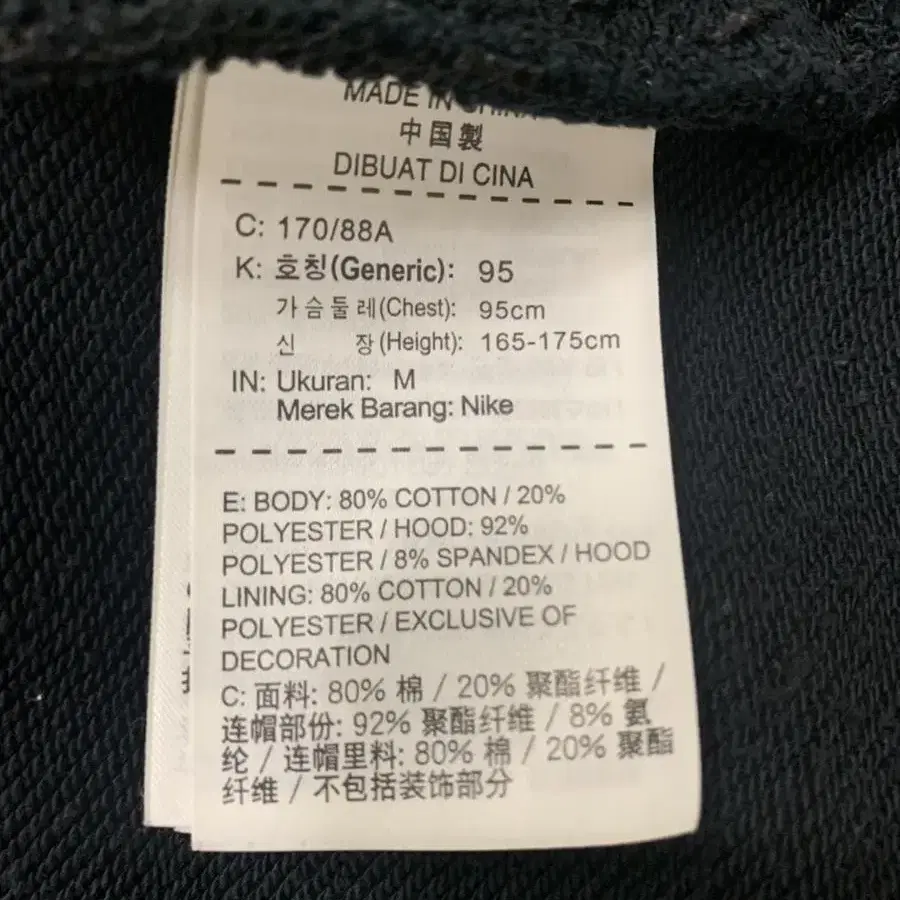 MADE IN CHINA
中国製
DIBUAT DI CINA
C: 170/88A
K: 호칭(Generic): 95
가슴둘레(Chest): 95cm
신 장(Height): 165-175cm
IN: Ukuran: M
Merek Barang: Nike
E: BODY: 80% COTTON / 20%
POLYESTER / HOOD: 92%
POLYESTER / 8% SPANDEX / HOOD
LINING: 80% COTTON / 20%
POLYESTER / EXCLUSIVE OF
DECORATION
C: 面料: 80% 棉 / 20% 聚酯纤维 /
连帽部份: 92% 聚酯纤维 / 8% 氨
纶 / 连帽里料: 80% 棉 / 20% 聚酯
纤维 / 不包括装饰部分